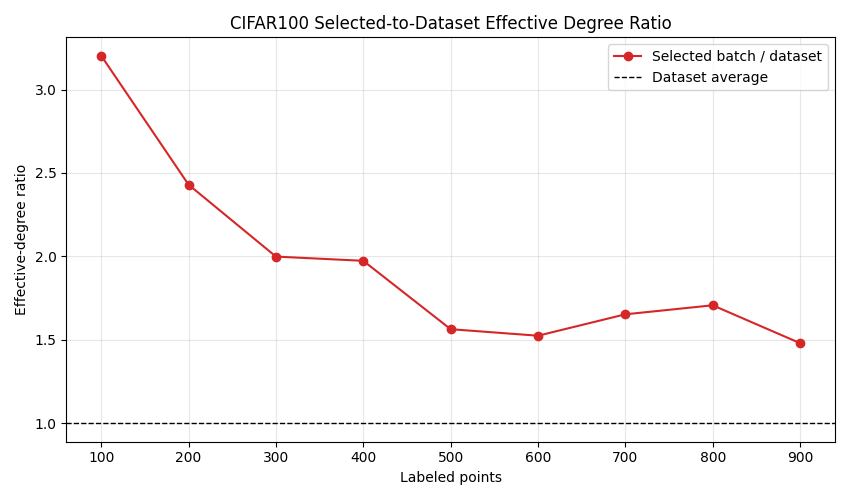 CIFAR100 Selected-to-Dataset Effective Degree Ratio
Selected batch / dataset
Dataset average
Effective-degree ratio
3.0
2.5
2.0
1.5
1.0
100 200 300 400 500 600 700 800 900
Labeled points